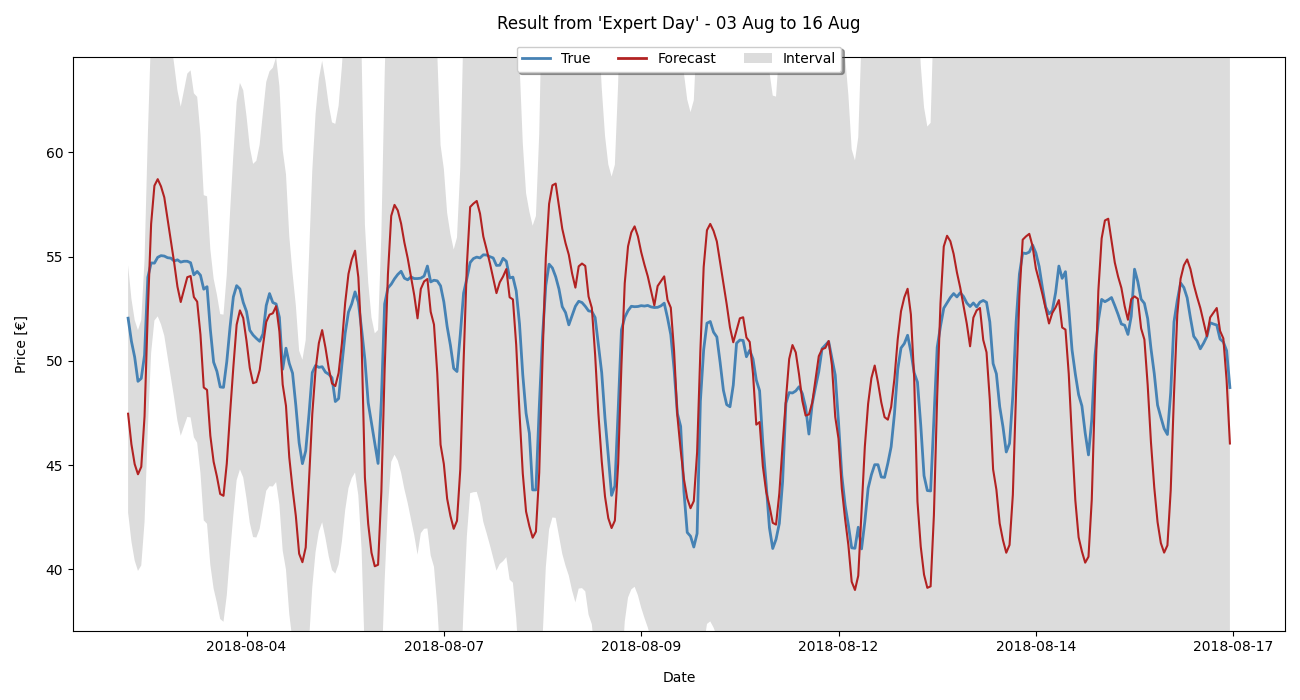 Result from 'Expert Day' - 03 Aug to 16 Aug
True Forecast Interval
Price [€]
60
55
50
45
40
2018-08-04 2018-08-07 2018-08-09 2018-08-12 2018-08-14 2018-08-17
Date